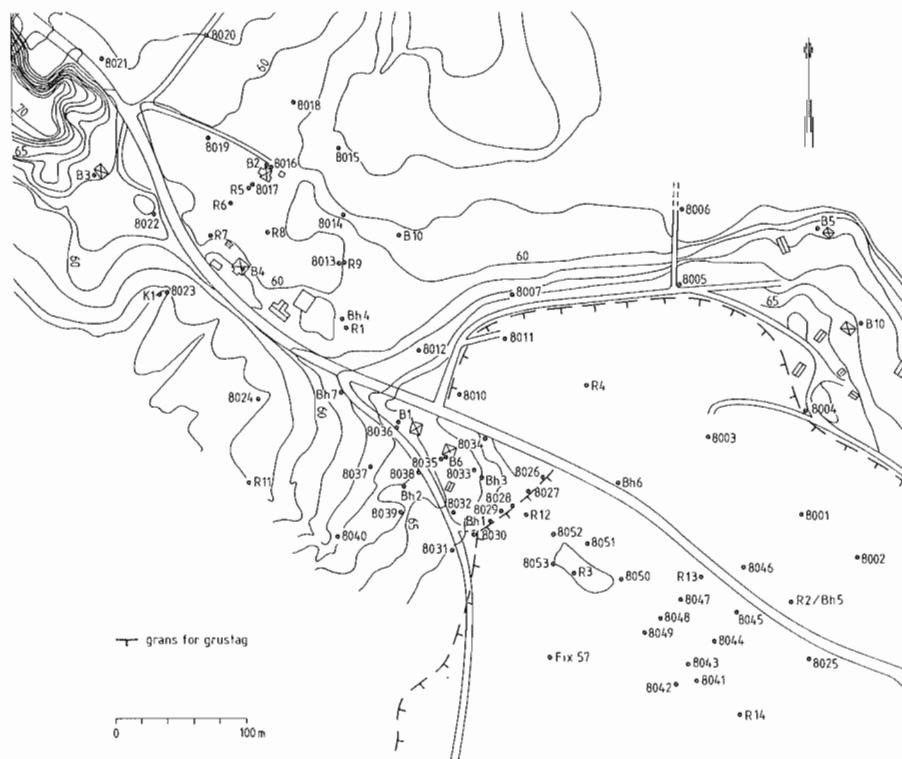 8020
8021
60
8018
70
65
8019
8015
B2
8016
B3
R5
8017
R6
8022
8014
8006
R7
R8
B10
B5
60
60
8013
R9
B4
60
8005
K1
8023
8007
65
Bh4
R1
B10
8011
8012
R4
Bh7
8024
8010
60
B1
8004
8036
8034
8003
8035
B6
8037
8038
8033
8026
R11
Bh3
Bh6
Bh2
8027
8028
8039
8032
8029
R12
8001
65
Bh1
8040
8030
8052
8031
8051
8002
8053
R3
8046
8050
R13
8047
R2/Bh5
8048
8045
grans for grustag
8049
8044
Fix 57
8043
8025
8042
8041
R14
0
100m